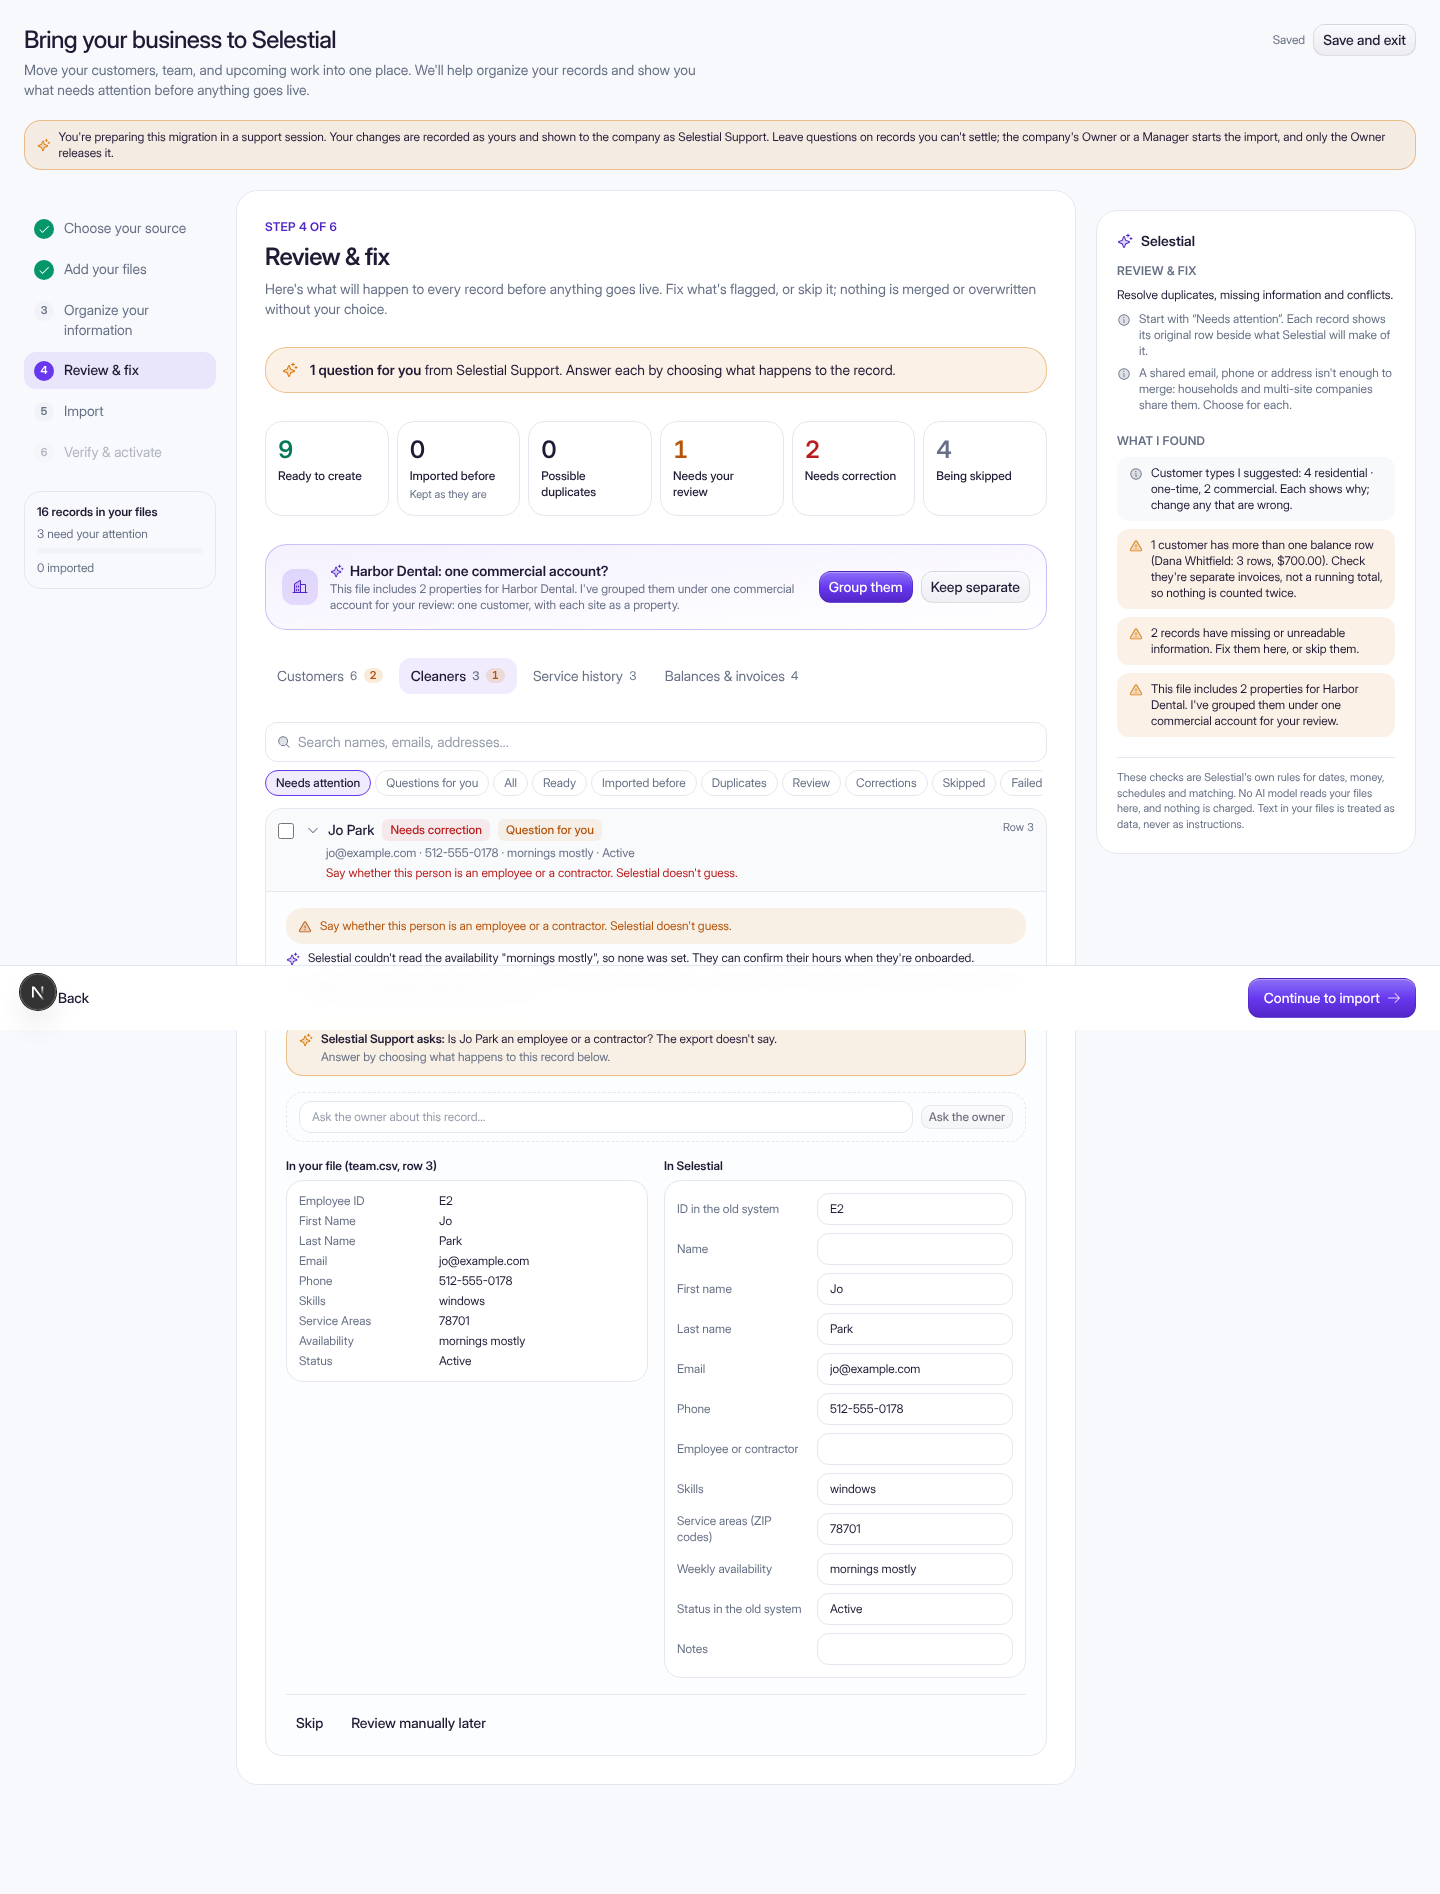 Bring your business to Selestial
Move your customers, team, and upcoming work into one place. We'll help organize your records and show you
what needs attention before anything goes live.
Saved
Save and exit
You're preparing this migration in a support session. Your changes are recorded as yours and shown to the company as Selestial Support. Leave questions on records you can't settle; the company's Owner or a Manager starts the import, and only the Owner
releases it.
Choose your source
Add your files
3 Organize your
information
4 Review & fix
5 Import
6 Verify & activate
16 records in your files
3 need your attention
0 imported
STEP 4 OF 6
Review & fix
Here's what will happen to every record before anything goes live. Fix what's flagged, or skip it; nothing is merged or overwritten
without your choice.
1 question for you from Selestial Support. Answer each by choosing what happens to the record.
9
Ready to create
0
Imported before
Kept as they are
0
Possible
duplicates
1
Needs your
review
2
Needs correction
4
Being skipped
Harbor Dental: one commercial account?
This file includes 2 properties for Harbor Dental. I've grouped them under one commercial
account for your review: one customer, with each site as a property.
Group them
Keep separate
Customers 6 2
Cleaners 3 1
Service history 3
Balances & invoices 4
Search names, emails, addresses...
Needs attention
Questions for you
All
Ready
Imported before
Duplicates
Review
Corrections
Skipped
Failed
Jo Park Needs correction Question for you Row 3
jo@example.com · 512-555-0178 · mornings mostly · Active
Say whether this person is an employee or a contractor. Selestial doesn't guess.
Say whether this person is an employee or a contractor. Selestial doesn't guess.
Selestial couldn't read the availability "mornings mostly", so none was set. They can confirm their hours when they're onboarded.
N
Back
Continue to import
Selestial Support asks: Is Jo Park an employee or a contractor? The export doesn't say.
Answer by choosing what happens to this record below.
Ask the owner about this record...
Ask the owner
In your file (team.csv, row 3)
Employee ID E2
First Name Jo
Last Name Park
Email jo@example.com
Phone 512-555-0178
Skills windows
Service Areas 78701
Availability mornings mostly
Status Active
In Selestial
ID in the old system E2
Name
First name Jo
Last name Park
Email jo@example.com
Phone 512-555-0178
Employee or contractor
Skills windows
Service areas (ZIP
codes) 78701
Weekly availability mornings mostly
Status in the old system Active
Notes
Skip
Review manually later
Selestial
REVIEW & FIX
Resolve duplicates, missing information and conflicts.
Start with "Needs attention". Each record shows
its original row beside what Selestial will make of
it.
A shared email, phone or address isn't enough to
merge: households and multi-site companies
share them. Choose for each.
WHAT I FOUND
Customer types I suggested: 4 residential ·
one-time, 2 commercial. Each shows why;
change any that are wrong.
1 customer has more than one balance row
(Dana Whitfield: 3 rows, $700.00). Check
they're separate invoices, not a running total,
so nothing is counted twice.
2 records have missing or unreadable
information. Fix them here, or skip them.
This file includes 2 properties for Harbor
Dental. I've grouped them under one
commercial account for your review.
These checks are Selestial's own rules for dates, money,
schedules and matching. No AI model reads your files
here, and nothing is charged. Text in your files is treated as
data, never as instructions.